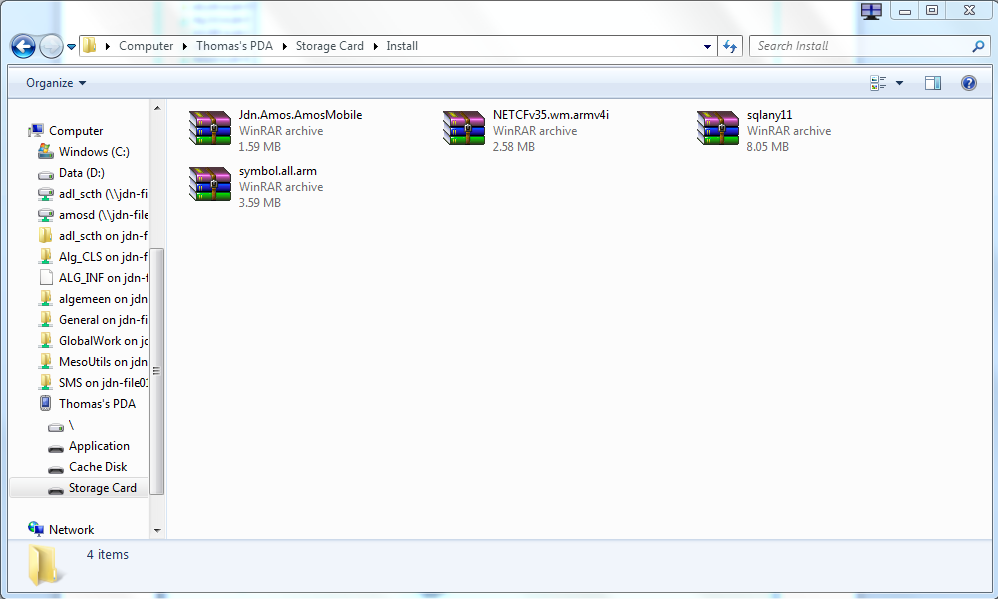 Computer Thomas's PDA Storage Card Install
Search Install
Organize
Computer
Windows (C:)
Data (D:)
adl_scth (\\jdn-fi
amosd (\\jdn-file
adl_scth on jdn-f
Alg_CLS on jdn-f
ALG_INF on jdn-f
algemeen on jdn
General on jdn-fi
GlobalWork on jd
MesoUtils on jdn
SMS on jdn-file01
Thomas's PDA
\
Application
Cache Disk
Storage Card
Network
Jdn.Amos.AmosMobile
WinRAR archive
1.59 MB
NETCFv35.wm.armv4i
WinRAR archive
2.58 MB
sqlany11
WinRAR archive
8.05 MB
symbol.all.arm
WinRAR archive
3.59 MB
4 items